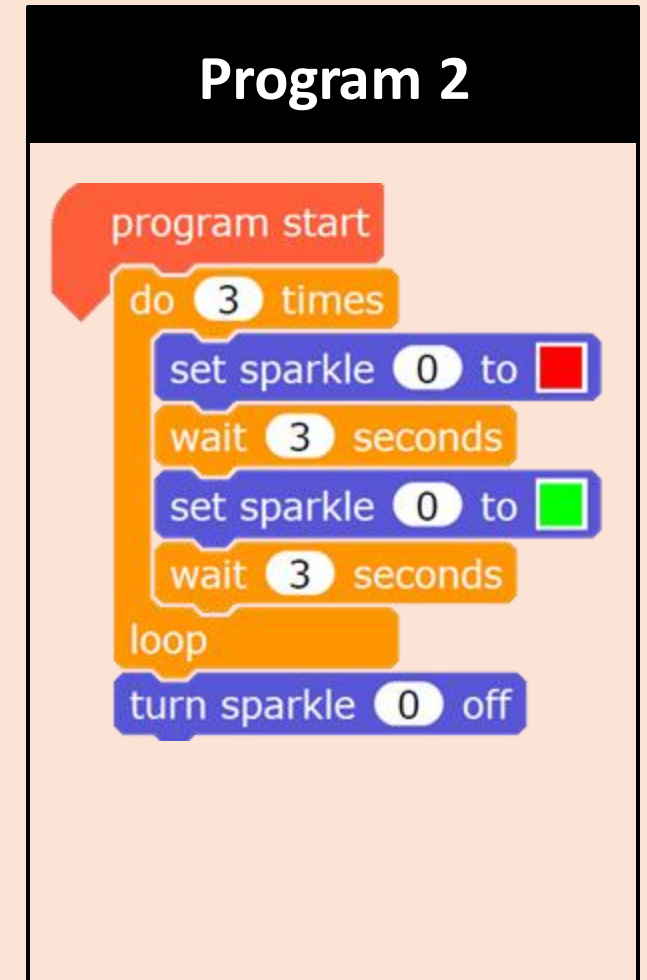 Program 2
program start
do 3 times
set sparkle 0 to
wait 3 seconds
set sparkle 0 to
wait 3 seconds
loop
turn sparkle 0 off